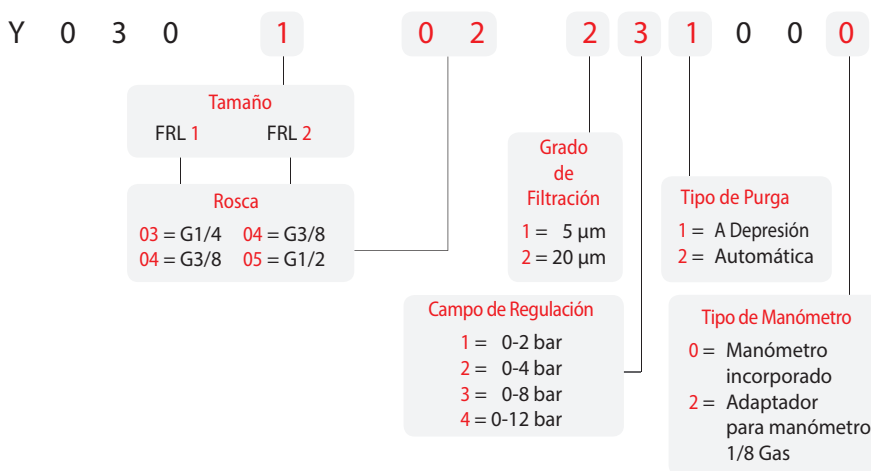 Y 0 3 0 1 0 2 2 3 1 0 0 0
Tamaño
FRL 1 FRL 2
Rosca
03 = G1/4 04 = G3/8
04 = G3/8 05 = G1/2
Grado
de
Filtración
1 = 5 µm
2 = 20 µm
Tipo de Purga
1 = A Depresión
2 = Automática
Campo de Regulación
1 = 0-2 bar
2 = 0-4 bar
3 = 0-8 bar
4 = 0-12 bar
Tipo de Manómetro
0 = Manómetro
incorporado
2 = Adaptador
para manómetro
1/8 Gas